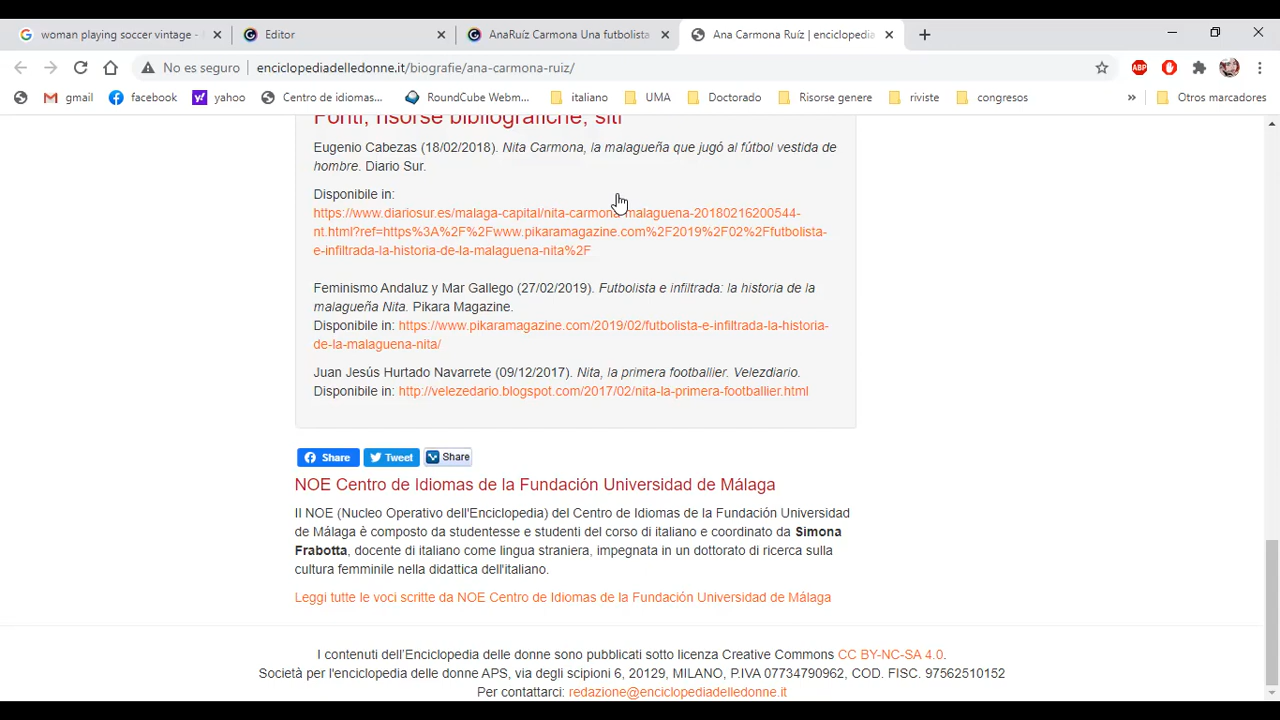 woman playing soccer vintage -
Editor
AnaRuíz Carmona Una futbolista
Ana Carmona Ruíz | enciclopedia
No es seguro
enciclopediadelledonne.it/biografie/ana-carmona-ruiz/
gmail
facebook
yahoo
Centro de idiomas...
RoundCube Webm...
italiano
UMA
Doctorado
Risorse genere
riviste
congresos
»
Otros marcadores
Fonti, risorse bibliografiche, siti
Eugenio Cabezas (18/02/2018). Nita Carmona, la malagueña que jugó al fútbol vestida de
hombre. Diario Sur.
Disponibile in:
https://www.diariosur.es/malaga-capital/nita-carmona-malaguena-20180216200544-
nt.html?ref=https%3A%2F%2Fwww.pikaramagazine.com%2F2019%2F02%2Ffutbolista-
e-infiltrada-la-historia-de-la-malaguena-nita%2F
Feminismo Andaluz y Mar Gallego (27/02/2019). Futbolista e infiltrada: la historia de la
malagueña Nita. Pikara Magazine.
Disponibile in: https://www.pikaramagazine.com/2019/02/futbolista-e-infiltrada-la-historia-
de-la-malaguena-nita/
Juan Jesús Hurtado Navarrete (09/12/2017). Nita, la primera footballier. Velezdiario.
Disponibile in: http://velezedario.blogspot.com/2017/02/nita-la-primera-footballier.html
Share
Tweet
Share
NOE Centro de Idiomas de la Fundación Universidad de Málaga
Il NOE (Nucleo Operativo dell'Enciclopedia) del Centro de Idiomas de la Fundación Universidad
de Málaga è composto da studentesse e studenti del corso di italiano e coordinato da Simona
Frabotta, docente di italiano come lingua straniera, impegnata in un dottorato di ricerca sulla
cultura femminile nella didattica dell'italiano.
Leggi tutte le voci scritte da NOE Centro de Idiomas de la Fundación Universidad de Málaga
I contenuti dell'Enciclopedia delle donne sono pubblicati sotto licenza Creative Commons CC BY-NC-SA 4.0.
Società per l'enciclopedia delle donne APS, via degli scipioni 6, 20129, MILANO, P.IVA 07734790962, COD. FISC. 97562510152
Per contattarci: redazione@enciclopediadelledonne.it